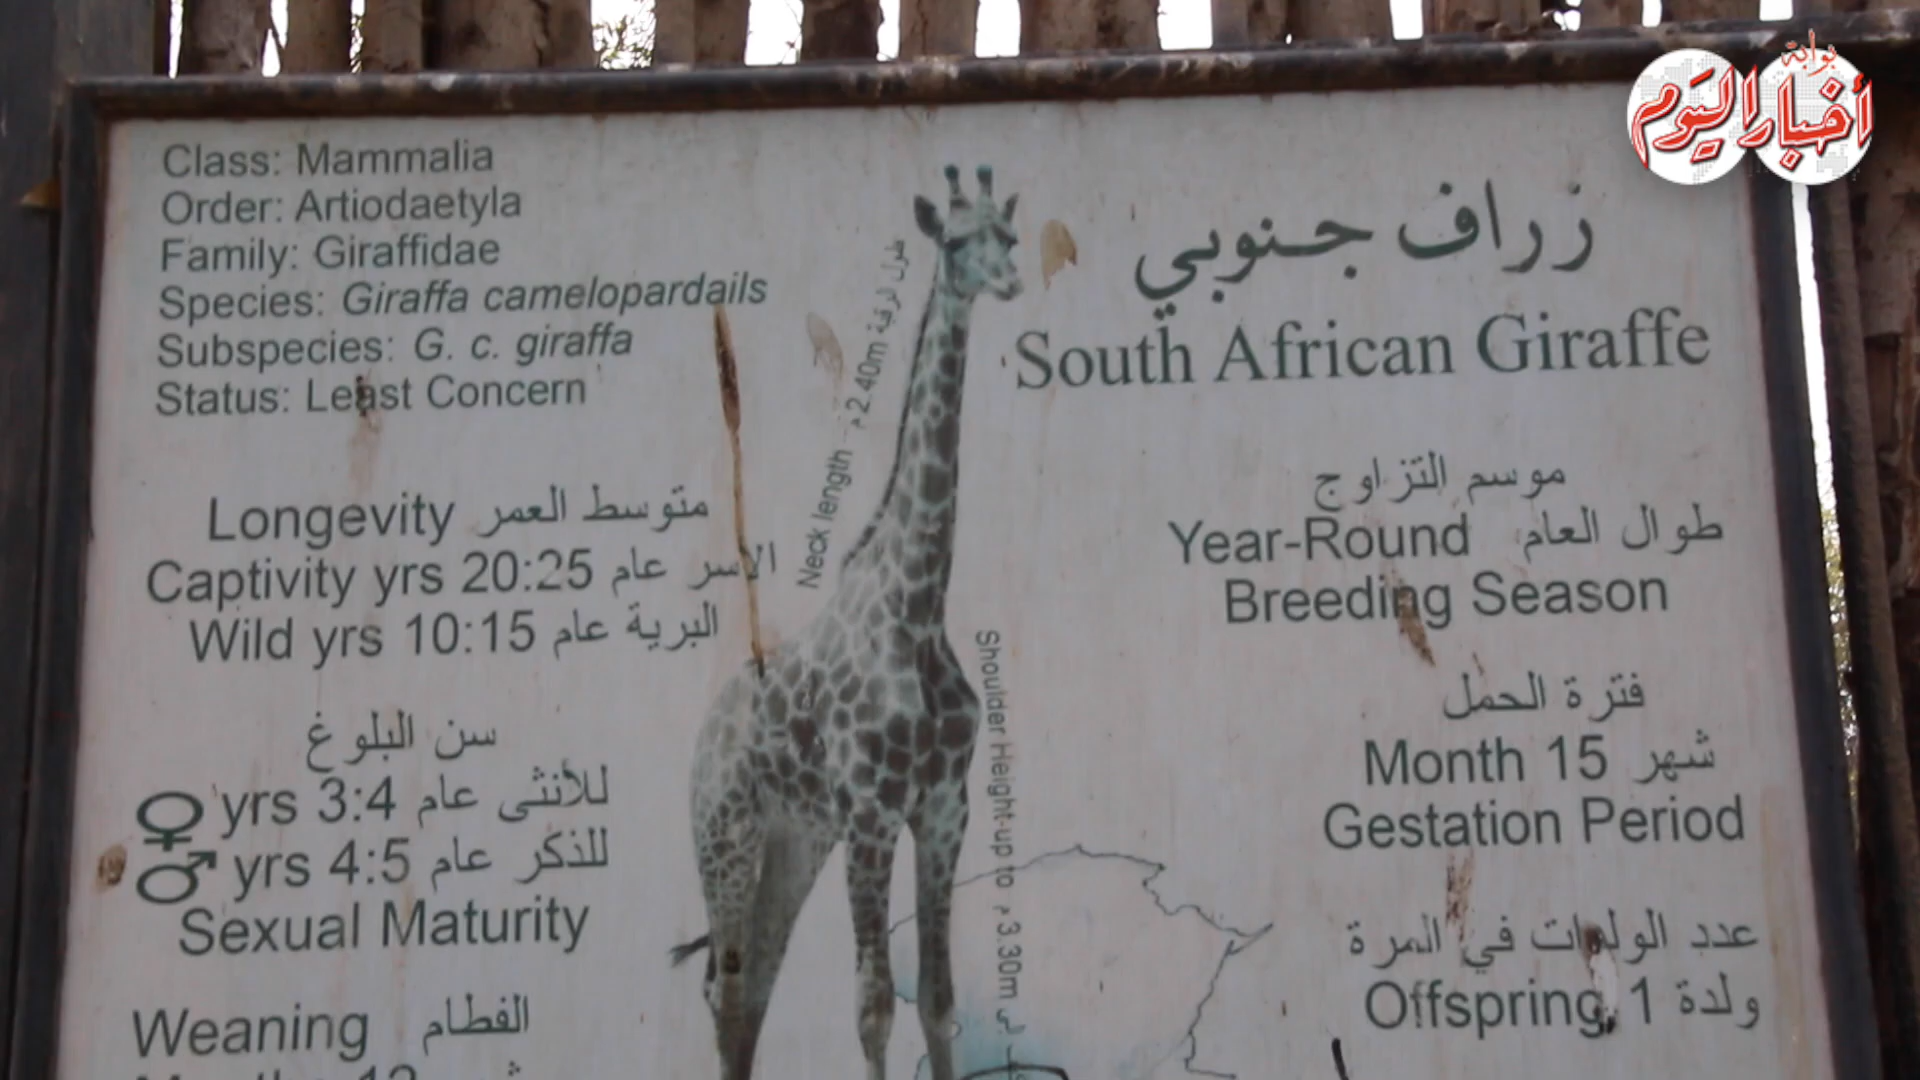 بوابة
أخبار اليوم
Class: Mammalia
Order: Artiodaetyla
Family: Giraffidae
Species: Giraffa camelopardails
Subspecies: G. c. giraffa
Status: Least Concern
زراف جنوبي
South African Giraffe
Longevity متوسط العمر
Captivity yrs 20:25 الاسر عام
Wild yrs 10:15 البرية عام
سن البلوغ
♀ yrs 3:4 للأنثى عام
♂ yrs 4:5 للذكر عام
Sexual Maturity
Weaning الفطام
طول الرقبة 2.40m م Neck length
Shoulder Height-up to م 3.30m
موسم التزاوج
Year-Round طوال العام
Breeding Season
فترة الحمل
Month 15 شهر
Gestation Period
عدد الولدات في المرة
Offspring 1 ولدة